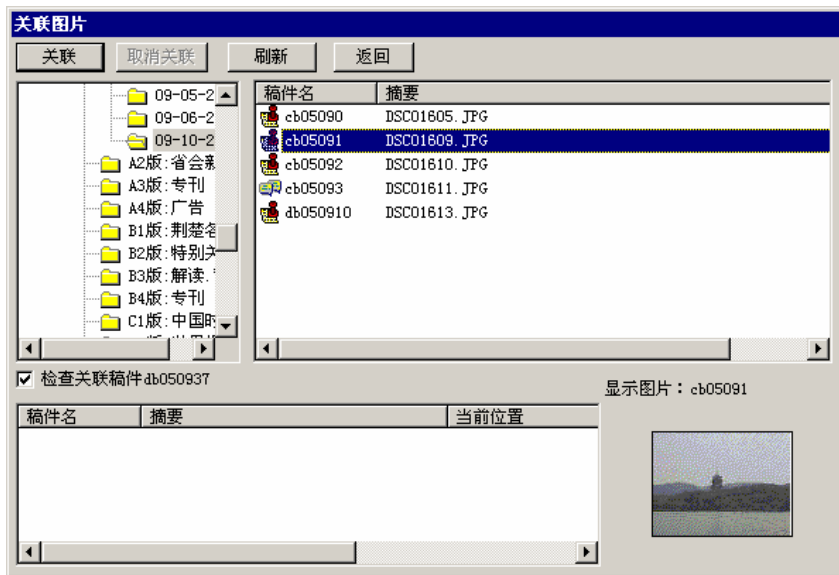 关联图片
关联 取消关联 刷新 返回
09-05-2
09-06-2
09-10-2
A2版:省会新
A3版:专刊
A4版:广告
B1版:荆楚名
B2版:特别关
B3版:解读.
B4版:专刊
C1版:中国时
稿件名 摘要
cb05090 DSC01605.JPG
cb05091 DSC01609.JPG
cb05092 DSC01610.JPG
cb05093 DSC01611.JPG
db050910 DSC01613.JPG
检查关联稿件db050937
稿件名 摘要 当前位置
显示图片：cb05091